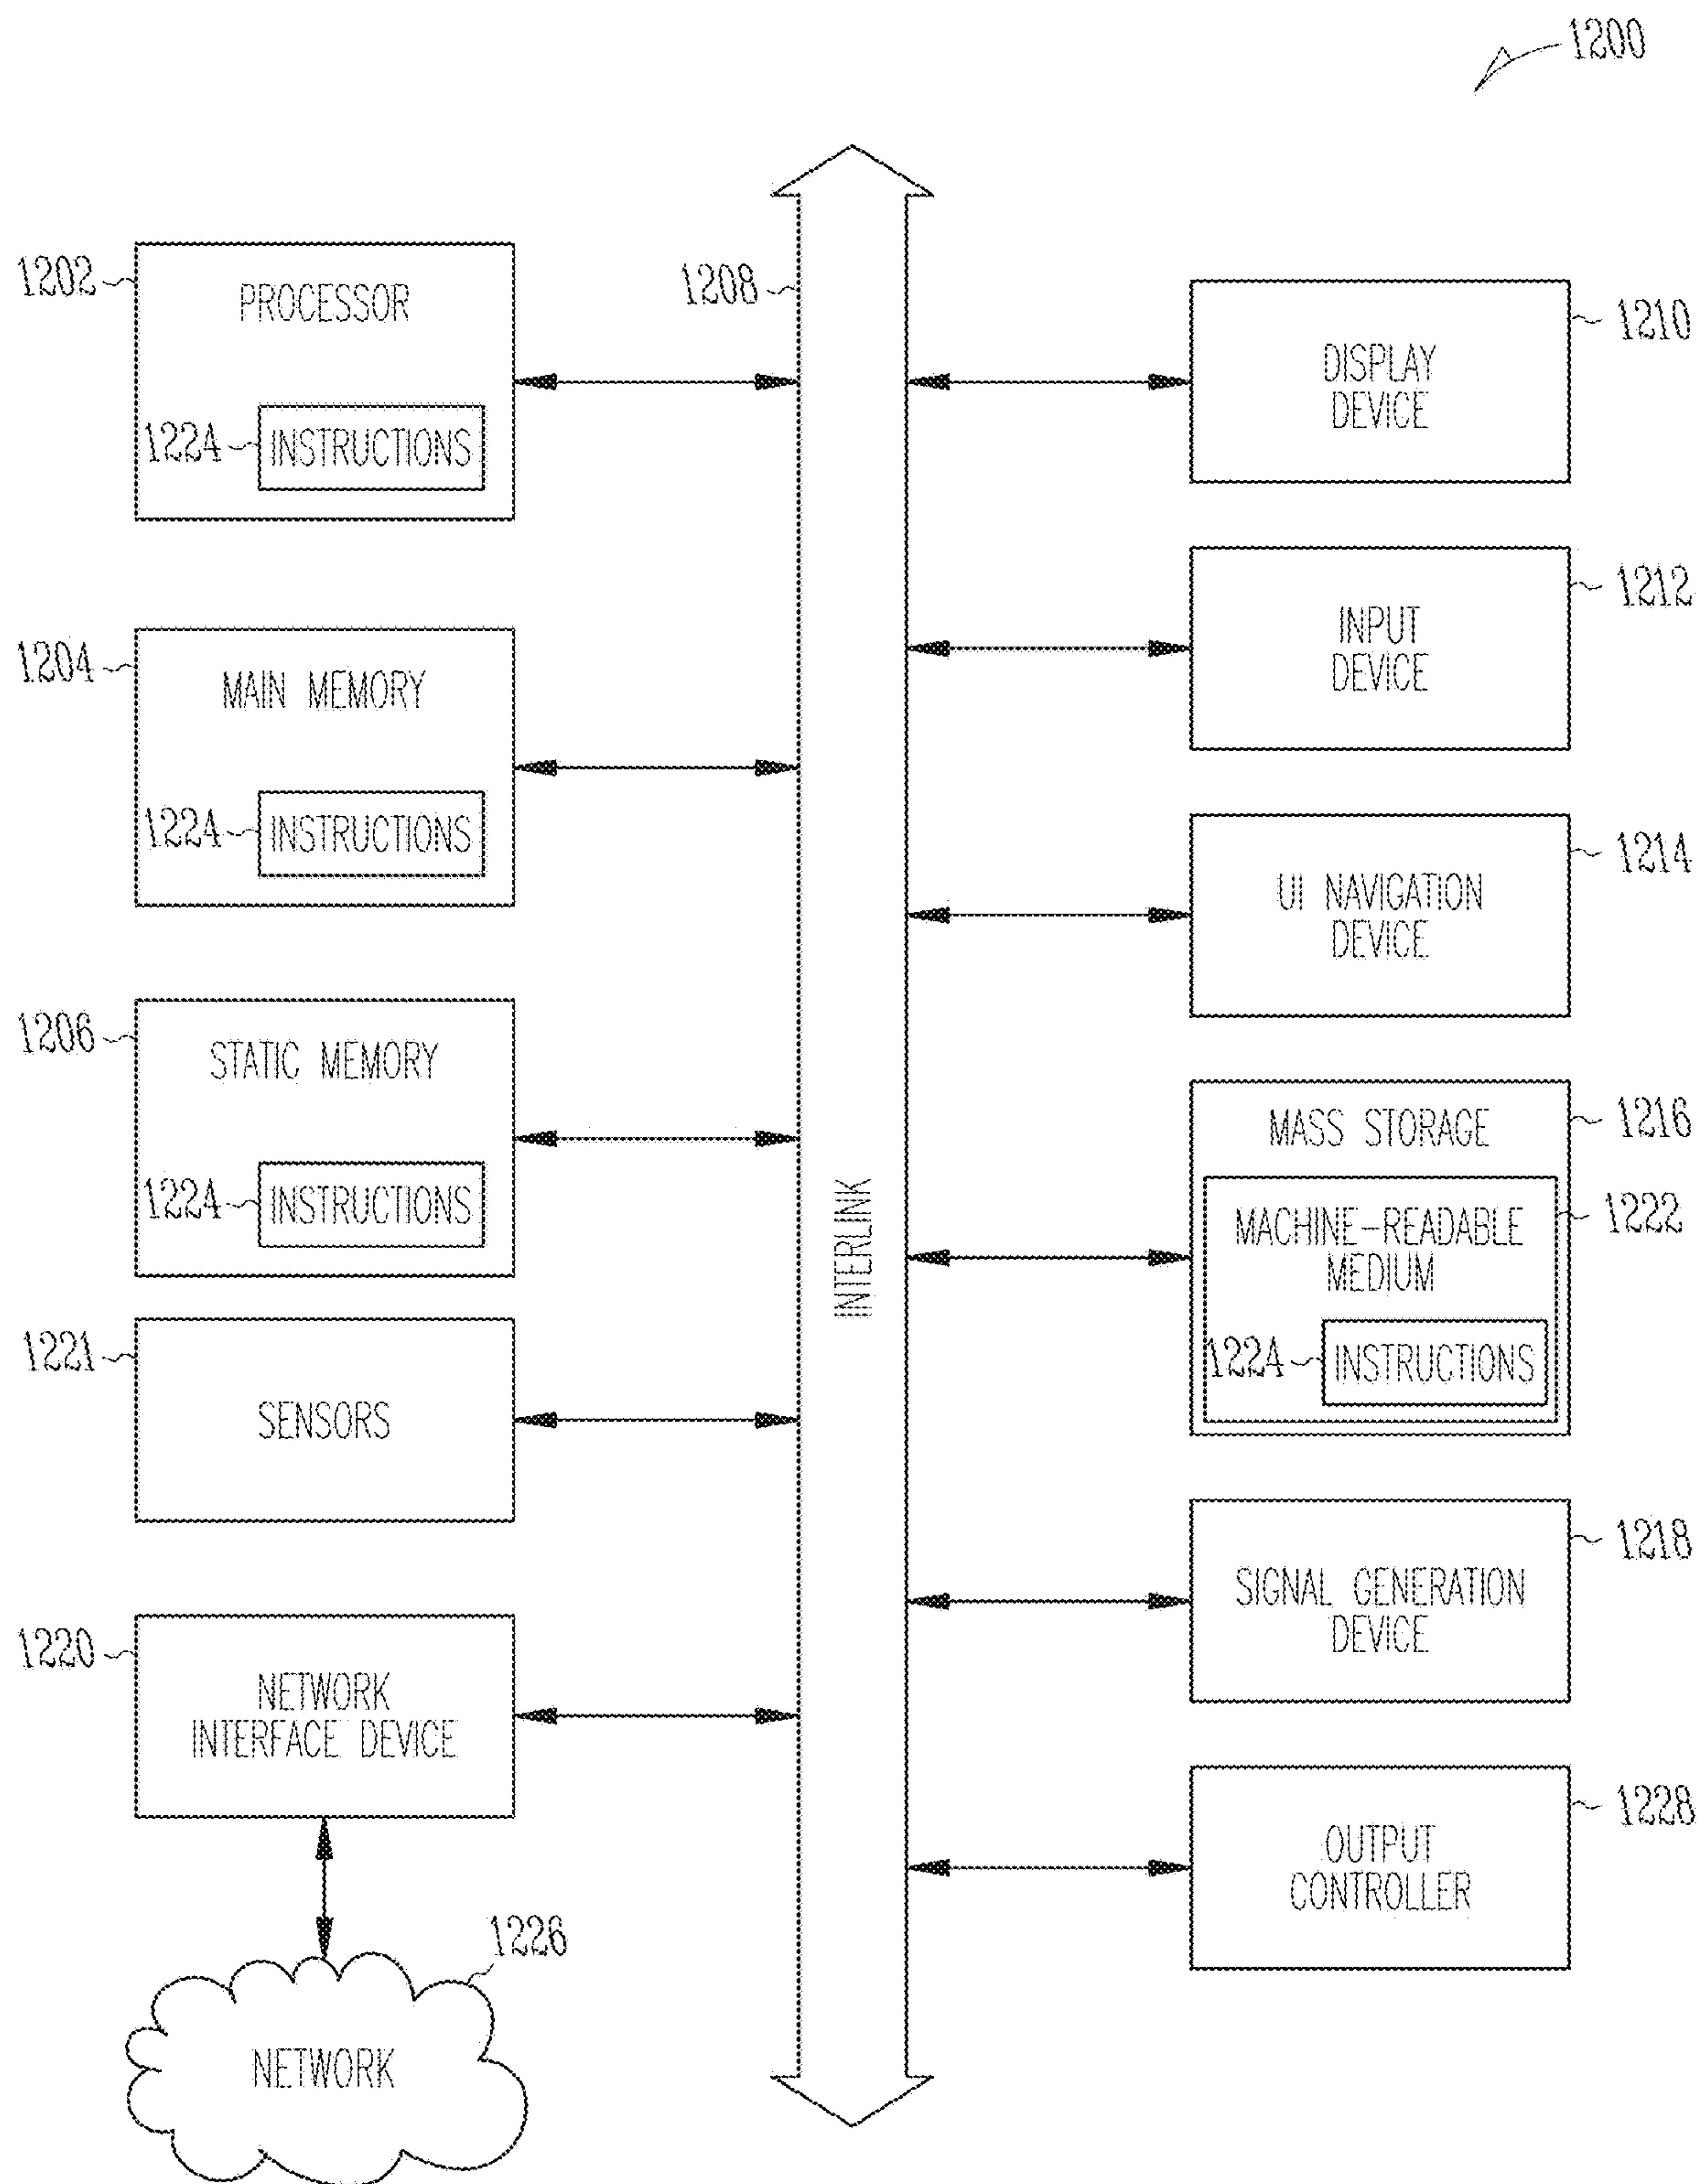 1200
1202
PROCESSOR
1224
INSTRUCTIONS
1204
MAIN MEMORY
1224
INSTRUCTIONS
1206
STATIC MEMORY
1224
INSTRUCTIONS
1221
SENSORS
1220
NETWORK
INTERFACE DEVICE
1226
NETWORK
1208
INTERLINK
1210
DISPLAY
DEVICE
1212
INPUT
DEVICE
1214
UI NAVIGATION
DEVICE
1216
MASS STORAGE
1222
MACHINE-READABLE
MEDIUM
1224
INSTRUCTIONS
1218
SIGNAL GENERATION
DEVICE
1228
OUTPUT
CONTROLLER